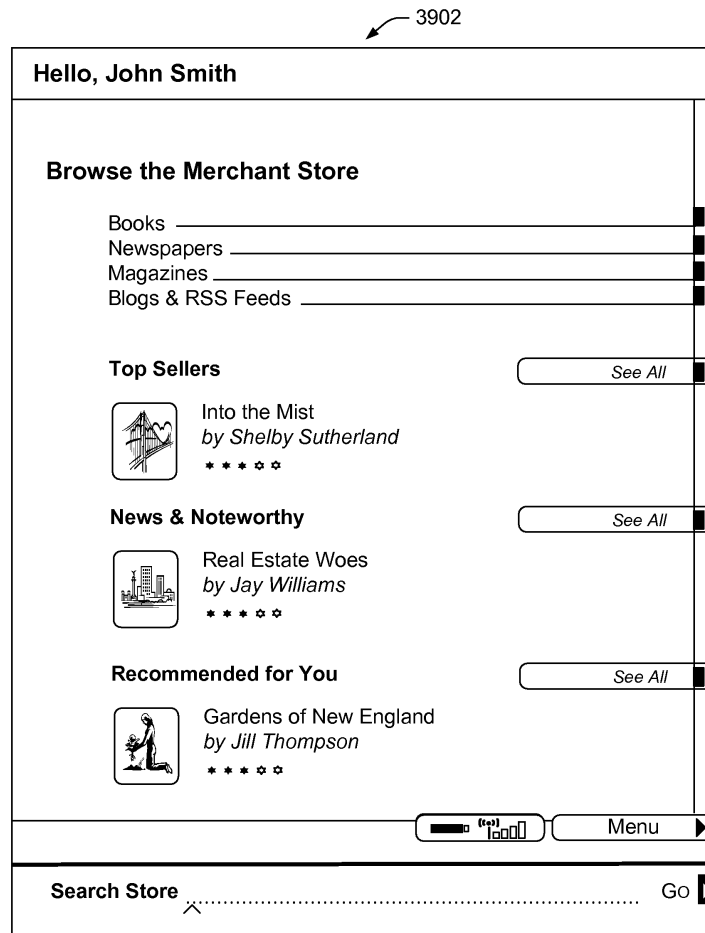 3902
Hello, John Smith
Browse the Merchant Store
Books
Newspapers
Magazines
Blogs & RSS Feeds
Top Sellers
See All
Into the Mist
by Shelby Sutherland
News & Noteworthy
See All
Real Estate Woes
by Jay Williams
Recommended for You
See All
Gardens of New England
by Jill Thompson
Menu
Search Store
Go